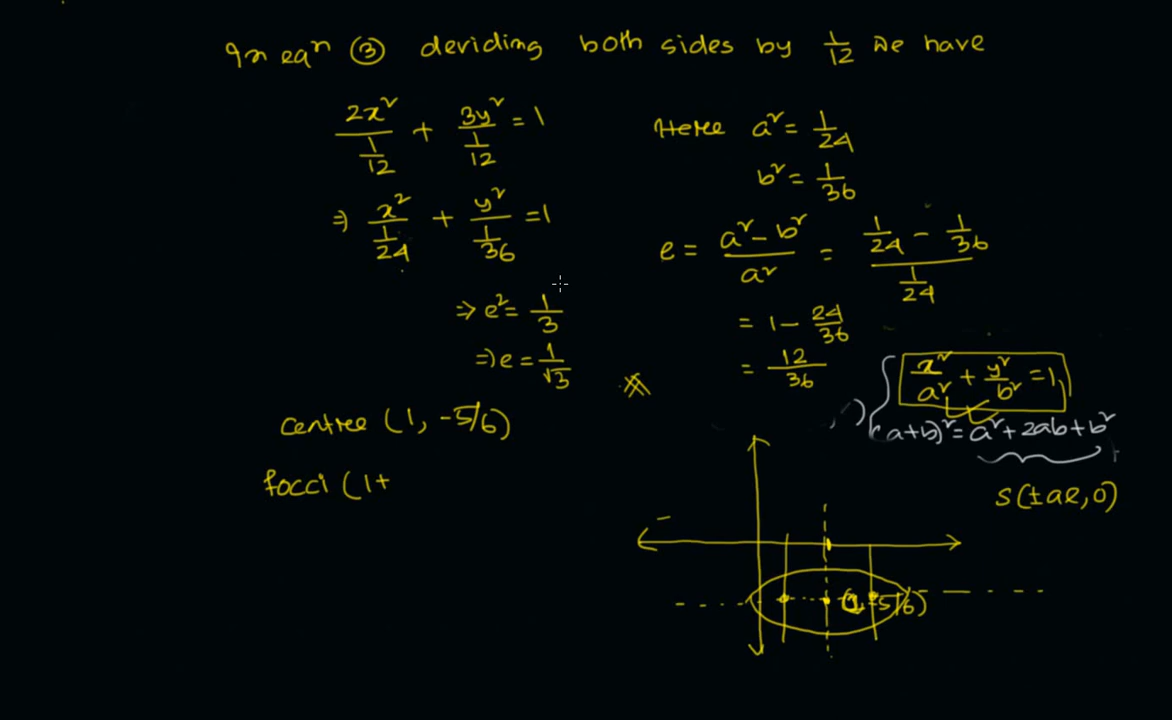 In eqn ③ deviding both sides by 1/12 we have
2x²/(1/12) + 3y²/(1/12) = 1
⇒ x²/(1/24) + y²/(1/36) = 1
Here a² = 1/24
b² = 1/36
e = (a² - b²)/a² = (1/24 - 1/36)/(1/24)
= 1 - 24/36
= 12/36
⇒ e² = 1/3
⇒ e = 1/√3
x²/a² + y²/b² = 1
(a+b)² = a² + 2ab + b²
S(±ae, 0)
centre (1, -5/6)
focci (1+
(1, -5/6)